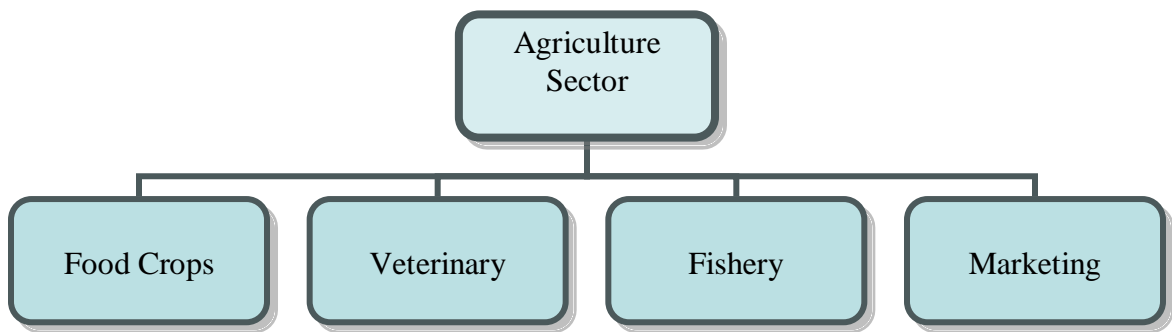 Agriculture
Sector
Food Crops
Veterinary
Fishery
Marketing